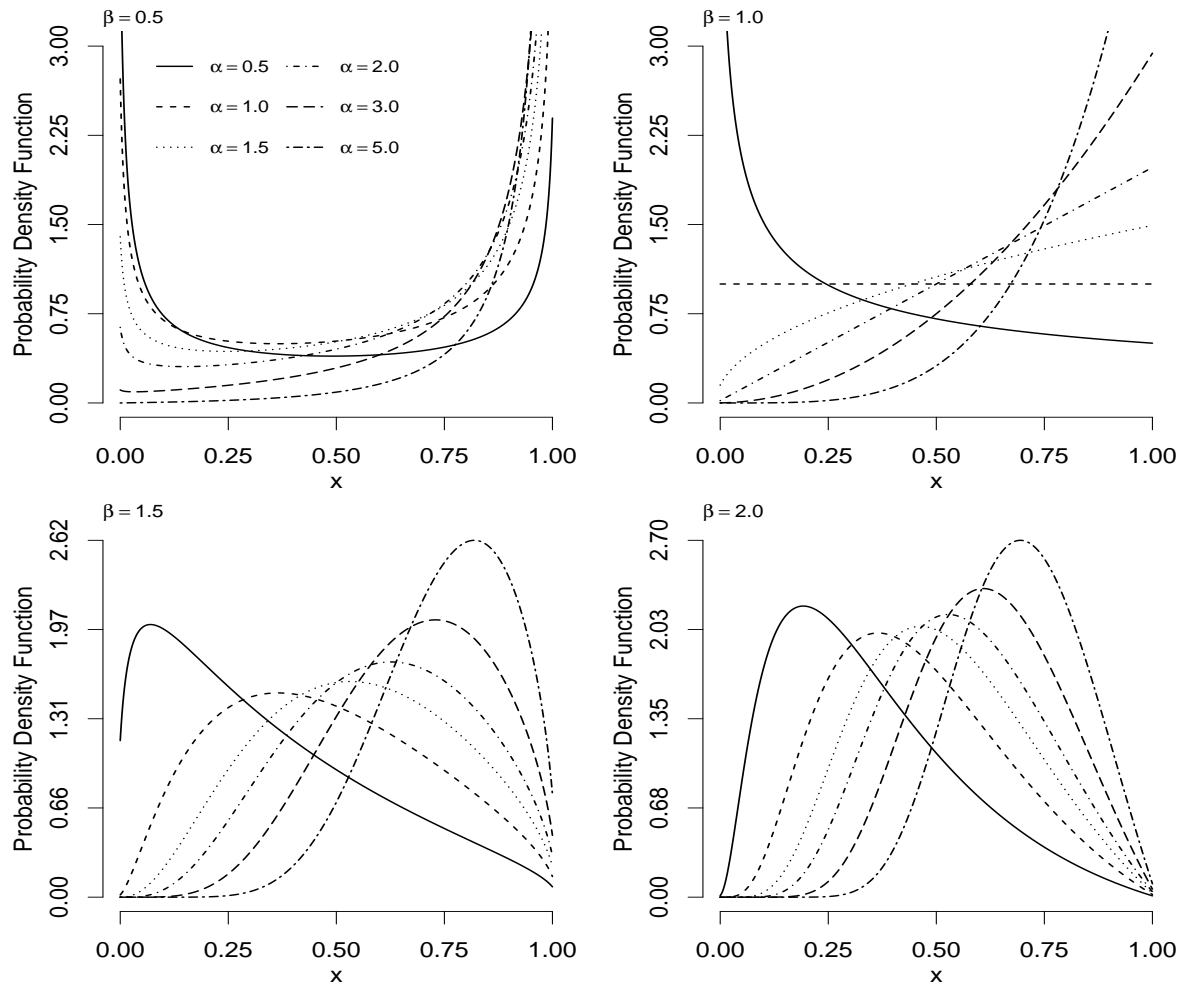 β = 0.5
Probability Density Function
3.00
2.25
1.50
0.75
0.00
α = 0.5
α = 1.0
α = 1.5
α = 2.0
α = 3.0
α = 5.0
0.00 0.25 0.50 0.75 1.00
x
β = 1.0
Probability Density Function
3.00
2.25
1.50
0.75
0.00
0.00 0.25 0.50 0.75 1.00
x
β = 1.5
Probability Density Function
2.62
1.97
1.31
0.66
0.00
0.00 0.25 0.50 0.75 1.00
x
β = 2.0
Probability Density Function
2.70
2.03
1.35
0.68
0.00
0.00 0.25 0.50 0.75 1.00
x